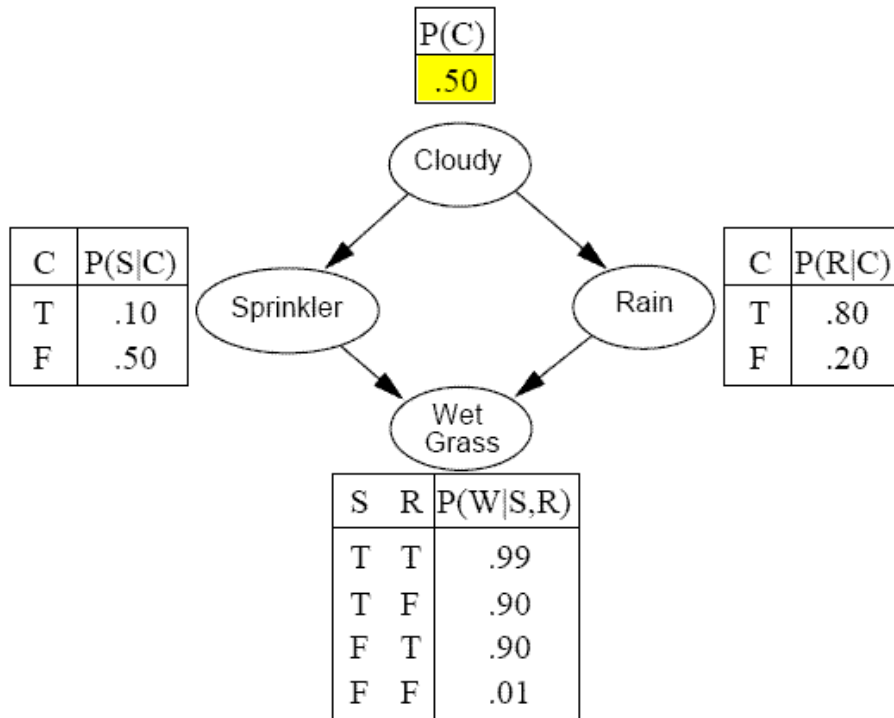 P(C)
.50
Cloudy
C P(S|C)
T .10
F .50
Sprinkler
Rain
C P(R|C)
T .80
F .20
Wet
Grass
S R P(W|S,R)
T T .99
T F .90
F T .90
F F .01